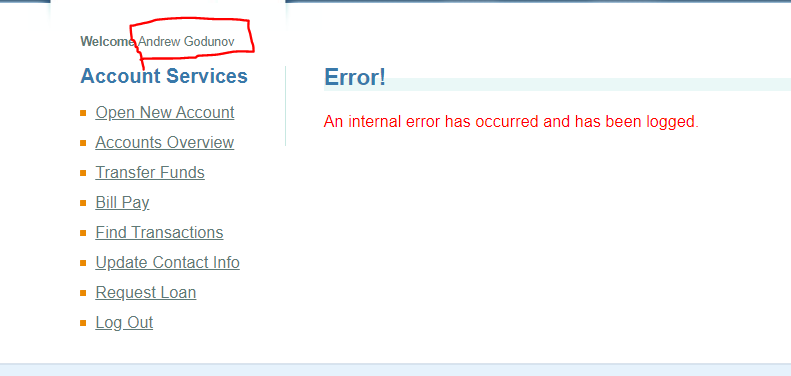 Welcome Andrew Godunov
Account Services
Open New Account
Accounts Overview
Transfer Funds
Bill Pay
Find Transactions
Update Contact Info
Request Loan
Log Out
Error!
An internal error has occurred and has been logged.